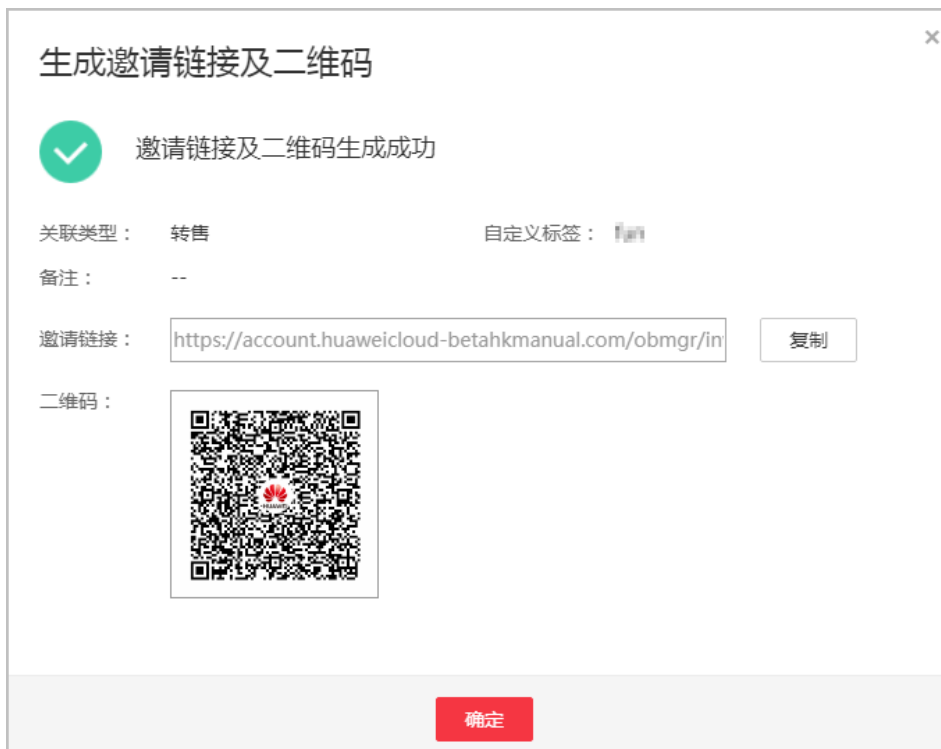 生成邀请链接及二维码
邀请链接及二维码生成成功
关联类型： 转售 自定义标签：
备注： --
邀请链接： https://account.huaweicloud-betahkmanual.com/obmgr/in 复制
二维码：
HUAWEI
确定